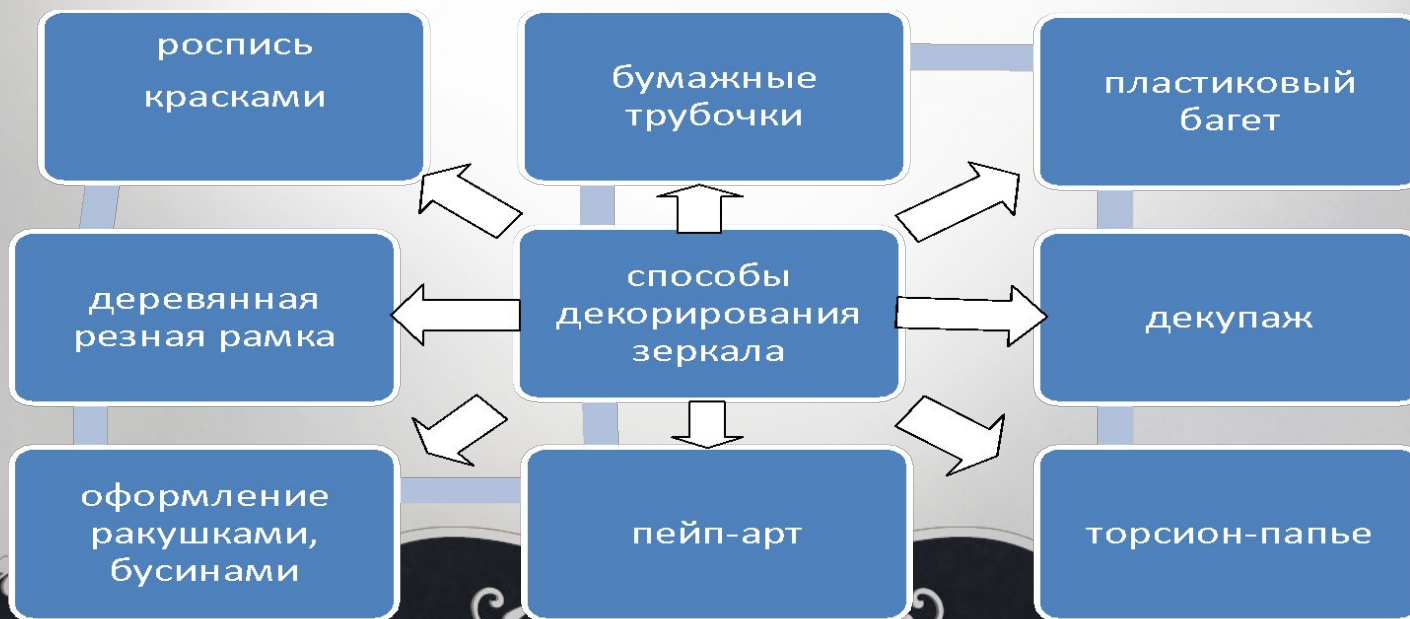 роспись
красками
бумажные
трубочки
пластиковый
багет
деревянная
резная рамка
способы
декорирования
зеркала
декупаж
оформление
ракушками,
бусинами
пейп-арт
торсион-папье